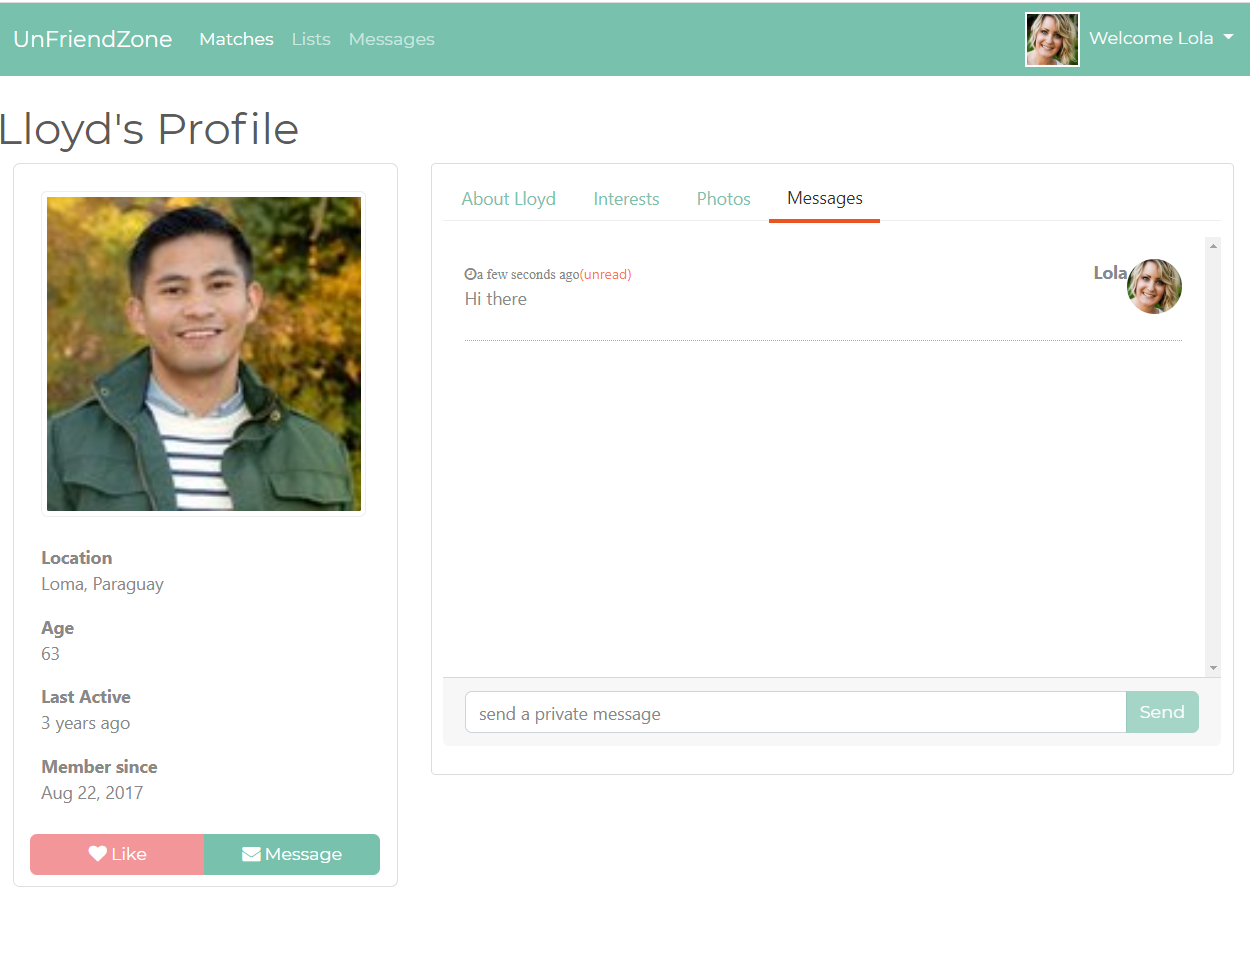 UnFriendZone Matches Lists Messages Welcome Lola
Lloyd's Profile
About Lloyd Interests Photos Messages
a few seconds ago(unread) Lola
Hi there
send a private message Send
Location
Loma, Paraguay
Age
63
Last Active
3 years ago
Member since
Aug 22, 2017
Like Message